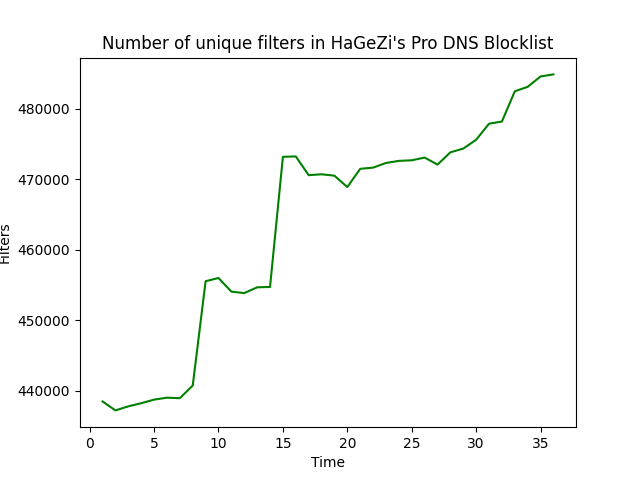 Number of unique filters in HaGeZi's Pro DNS Blocklist
480000
470000
460000
450000
440000
Filters
0 5 10 15 20 25 30 35
Time